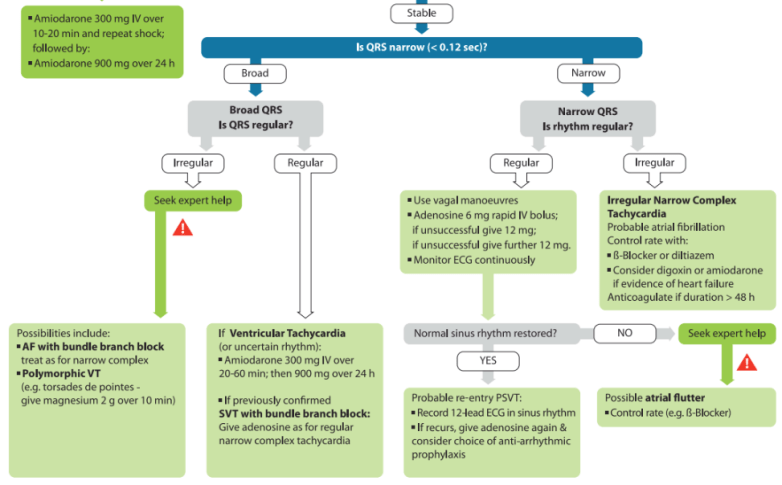 ▪ Amiodarone 300 mg IV over
10-20 min and repeat shock;
followed by:
▪ Amiodarone 900 mg over 24 h
Stable
Is QRS narrow (< 0.12 sec)?
Broad
Narrow
Broad QRS
Is QRS regular?
Narrow QRS
Is rhythm regular?
Irregular
Regular
Regular
Irregular
Seek expert help
!
▪ Use vagal manoeuvres
▪ Adenosine 6 mg rapid IV bolus;
if unsuccessful give 12 mg;
if unsuccessful give further 12 mg.
▪ Monitor ECG continuously
Irregular Narrow Complex
Tachycardia
Probable atrial fibrillation
Control rate with:
▪ ß-Blocker or diltiazem
▪ Consider digoxin or amiodarone
if evidence of heart failure
Anticoagulate if duration > 48 h
Possibilities include:
▪ AF with bundle branch block
treat as for narrow complex
▪ Polymorphic VT
(e.g. torsades de pointes -
give magnesium 2 g over 10 min)
If Ventricular Tachycardia
(or uncertain rhythm):
▪ Amiodarone 300 mg IV over
20-60 min; then 900 mg over 24 h
▪ If previously confirmed
SVT with bundle branch block:
Give adenosine as for regular
narrow complex tachycardia
Normal sinus rhythm restored?
NO
Seek expert help
!
YES
Probable re-entry PSVT:
▪ Record 12-lead ECG in sinus rhythm
▪ If recurs, give adenosine again &
consider choice of anti-arrhythmic
prophylaxis
Possible atrial flutter
▪ Control rate (e.g. ß-Blocker)